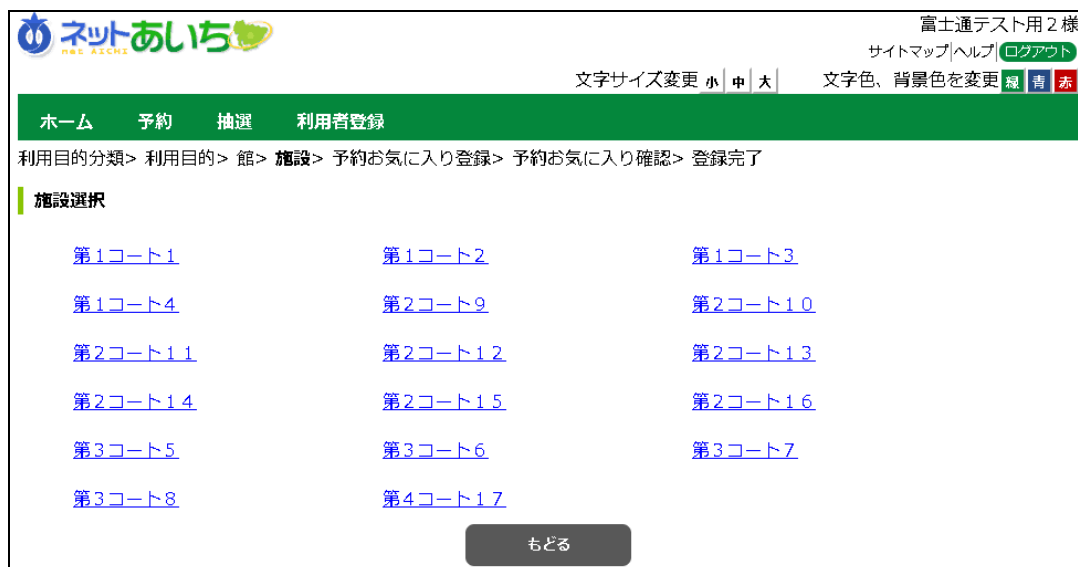 ネットあいち
net AICHI
富士通テスト用２様
サイトマップ|ヘルプ|ログアウト
文字サイズ変更 小 中 大 文字色、背景色を変更 緑 青 赤
ホーム 予約 抽選 利用者登録
利用目的分類> 利用目的> 館> 施設> 予約お気に入り登録> 予約お気に入り確認> 登録完了
施設選択
第１コート１ 第１コート２ 第１コート３
第１コート４ 第２コート９ 第２コート１０
第２コート１１ 第２コート１２ 第２コート１３
第２コート１４ 第２コート１５ 第２コート１６
第３コート５ 第３コート６ 第３コート７
第３コート８ 第４コート１７
もどる